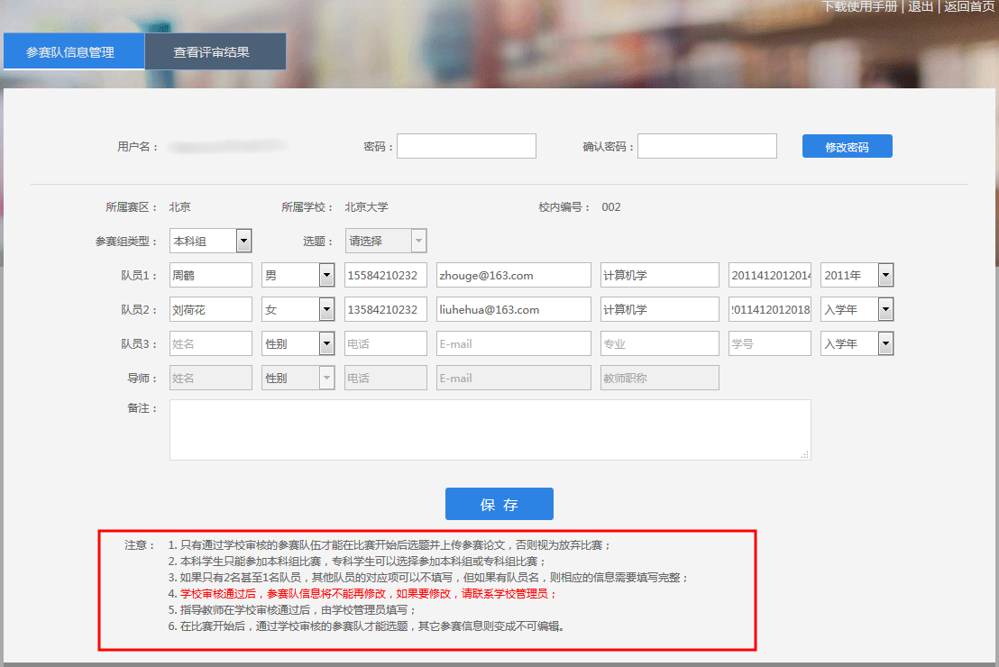 下载使用手册 | 退出 | 返回首页
参赛队信息管理 查看评审结果
用户名： 密码： 确认密码： 修改密码
所属赛区： 北京 所属学校： 北京大学 校内编号： 002
参赛组类型： 本科组 选题： 请选择
队员1： 周鹤 男 15584210232 zhouge@163.com 计算机学 2011412012014 2011年
队员2： 刘荷花 女 13584210232 liuhehua@163.com 计算机学 2011412012018 入学年
队员3： 姓名 性别 电话 E-mail 专业 学号 入学年
导师： 姓名 性别 电话 E-mail 教师职称
备注：
保 存
注意： 1. 只有通过学校审核的参赛队伍才能在比赛开始后选题并上传参赛论文，否则视为放弃比赛；
2. 本科学生只能参加本科组比赛，专科学生可以选择参加本科组或专科组比赛；
3. 如果只有2名甚至1名队员，其他队员的对应项可以不填写，但如果有队员名，则相应的信息需要填写完整；
4. 学校审核通过后，参赛队信息将不能再修改，如果要修改，请联系学校管理员；
5. 指导教师在学校审核通过后，由学校管理员填写；
6. 在比赛开始后，通过学校审核的参赛队才能选题，其它参赛信息则变成不可编辑。